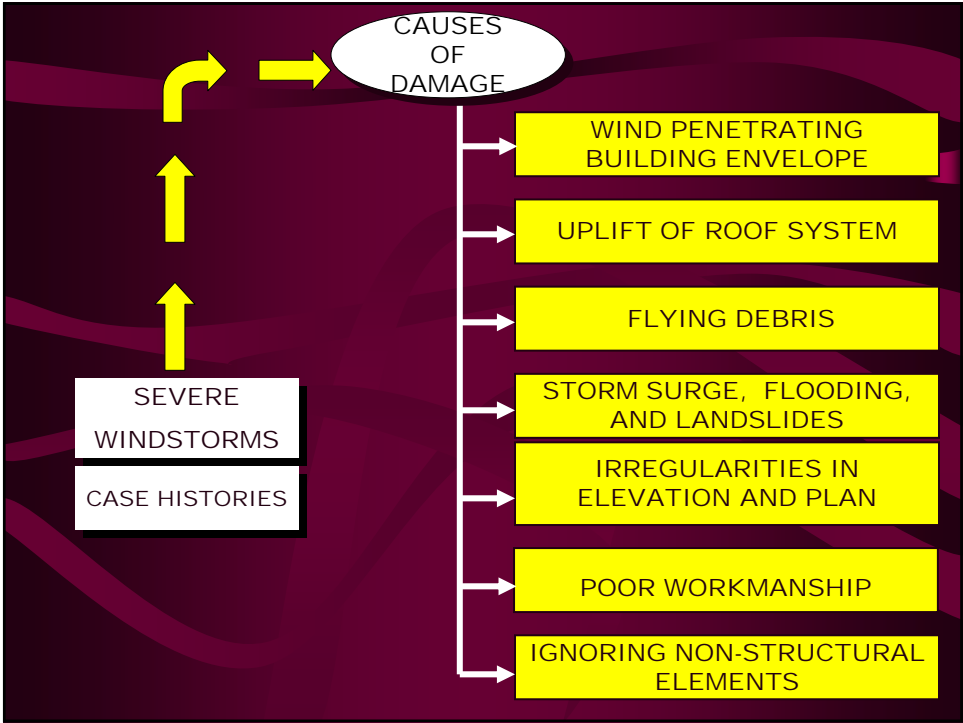 CAUSES
OF
DAMAGE
WIND PENETRATING
BUILDING ENVELOPE
UPLIFT OF ROOF SYSTEM
FLYING DEBRIS
STORM SURGE, FLOODING,
AND LANDSLIDES
IRREGULARITIES IN
ELEVATION AND PLAN
POOR WORKMANSHIP
IGNORING NON-STRUCTURAL
ELEMENTS
SEVERE
WINDSTORMS
CASE HISTORIES